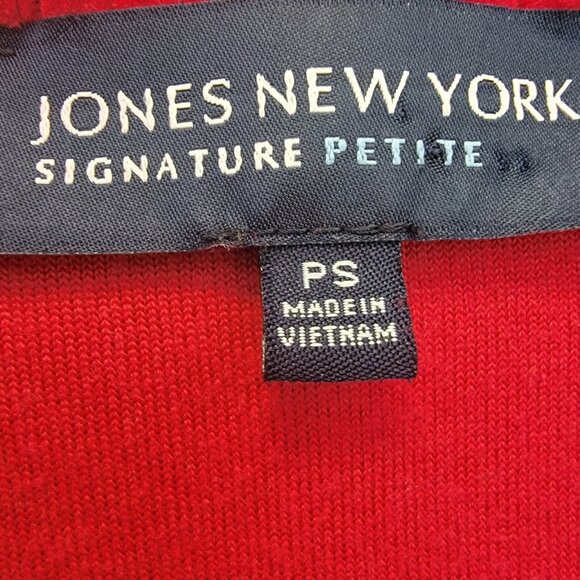 JONES NEW YORK
SIGNATURE PETITE
PS
MADE IN
VIETNAM